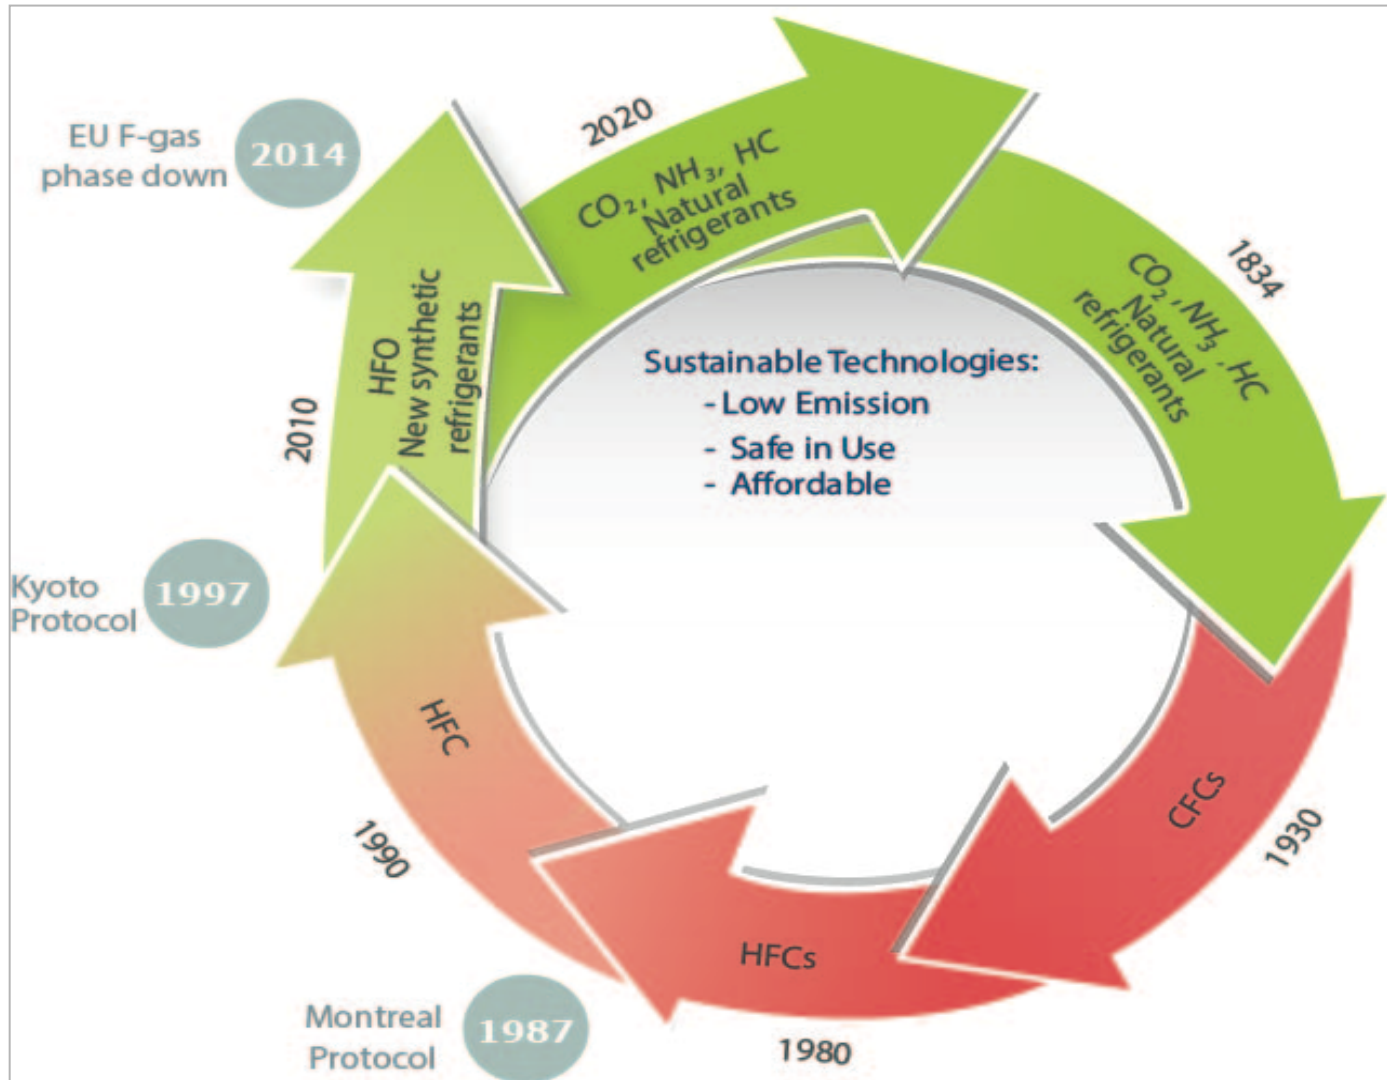 EU F-gas
phase down
2014
2020
CO₂, NH₃, HC
Natural
refrigerants
1834
CO₂ ,NH₃ ,HC
Natural
refrigerants
HFO
New synthetic
refrigerants
2010
Sustainable Technologies:
- Low Emission
- Safe in Use
- Affordable
Kyoto
Protocol
1997
HFC
1990
CFCs
1930
HFCs
1980
Montreal
Protocol
1987